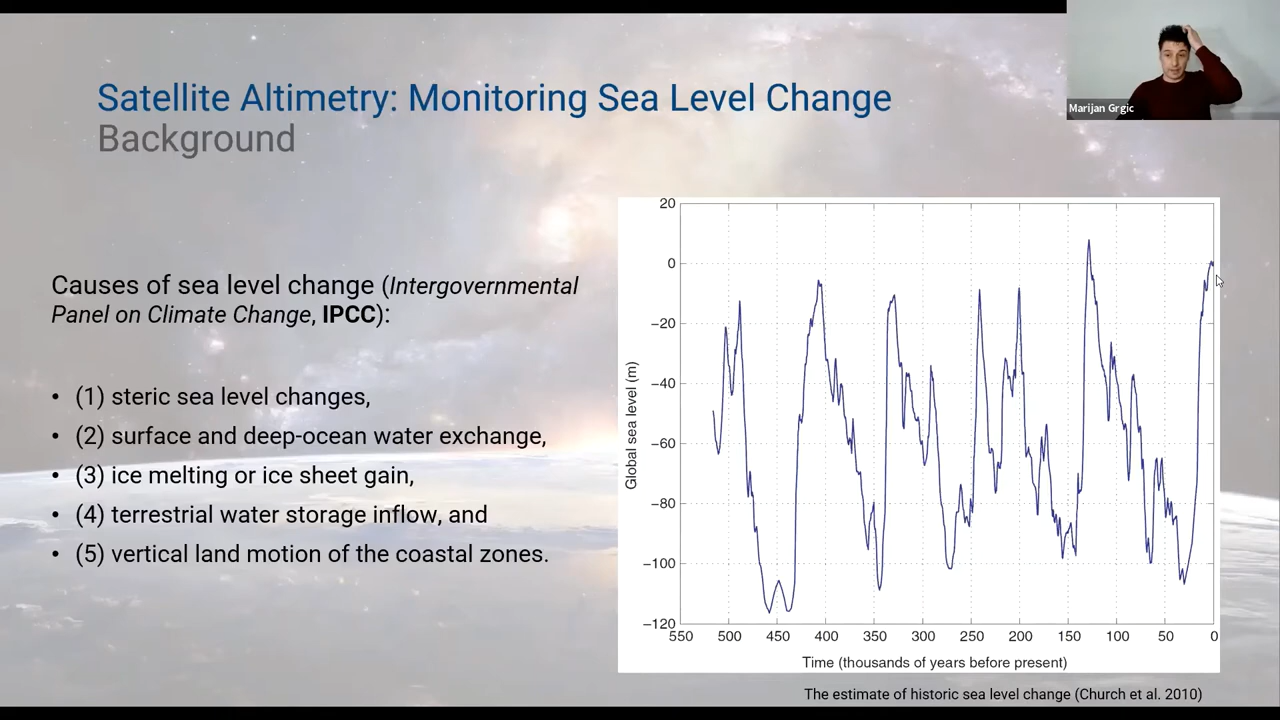 Satellite Altimetry: Monitoring Sea Level Change
Background
Marijan Grgic
Causes of sea level change (Intergovernmental
Panel on Climate Change, IPCC):
• (1) steric sea level changes,
• (2) surface and deep-ocean water exchange,
• (3) ice melting or ice sheet gain,
• (4) terrestrial water storage inflow, and
• (5) vertical land motion of the coastal zones.
Global sea level (m)
20
0
−20
−40
−60
−80
−100
−120
550 500 450 400 350 300 250 200 150 100 50 0
Time (thousands of years before present)
The estimate of historic sea level change (Church et al. 2010)